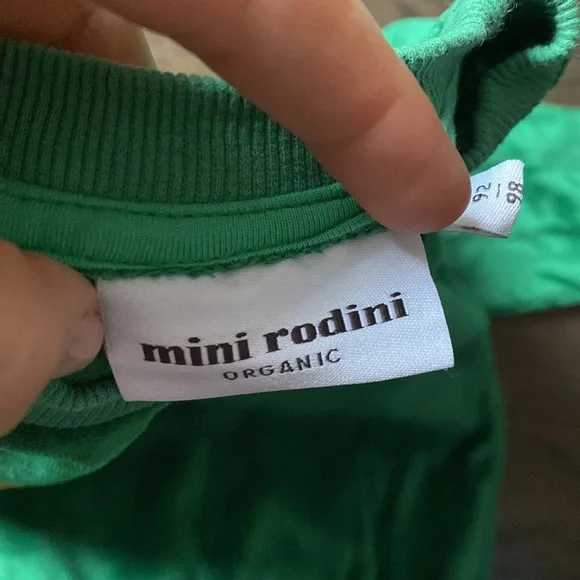 mini rodini
ORGANIC
92 – 98